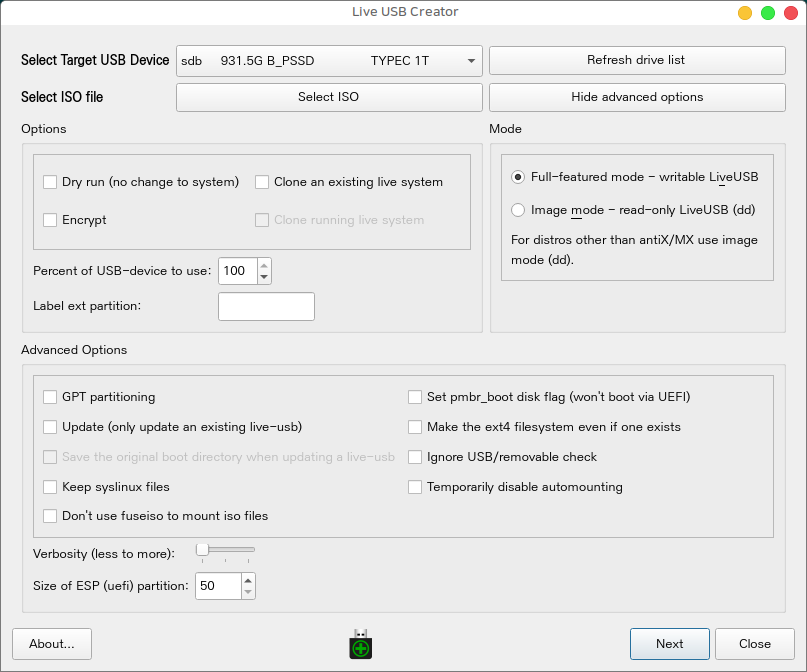 Live USB Creator
Select Target USB Device
sdb 931.5G B_PSSD TYPEC 1T
Refresh drive list
Select ISO file
Select ISO
Hide advanced options
Options
Dry run (no change to system)
Clone an existing live system
Encrypt
Clone running live system
Percent of USB-device to use:
100
Label ext partition:
Mode
Full-featured mode - writable LiveUSB
Image mode - read-only LiveUSB (dd)
For distros other than antiX/MX use image
mode (dd).
Advanced Options
GPT partitioning
Set pmbr_boot disk flag (won't boot via UEFI)
Update (only update an existing live-usb)
Make the ext4 filesystem even if one exists
Save the original boot directory when updating a live-usb
Ignore USB/removable check
Keep syslinux files
Temporarily disable automounting
Don't use fuseiso to mount iso files
Verbosity (less to more):
Size of ESP (uefi) partition:
50
About...
Next
Close